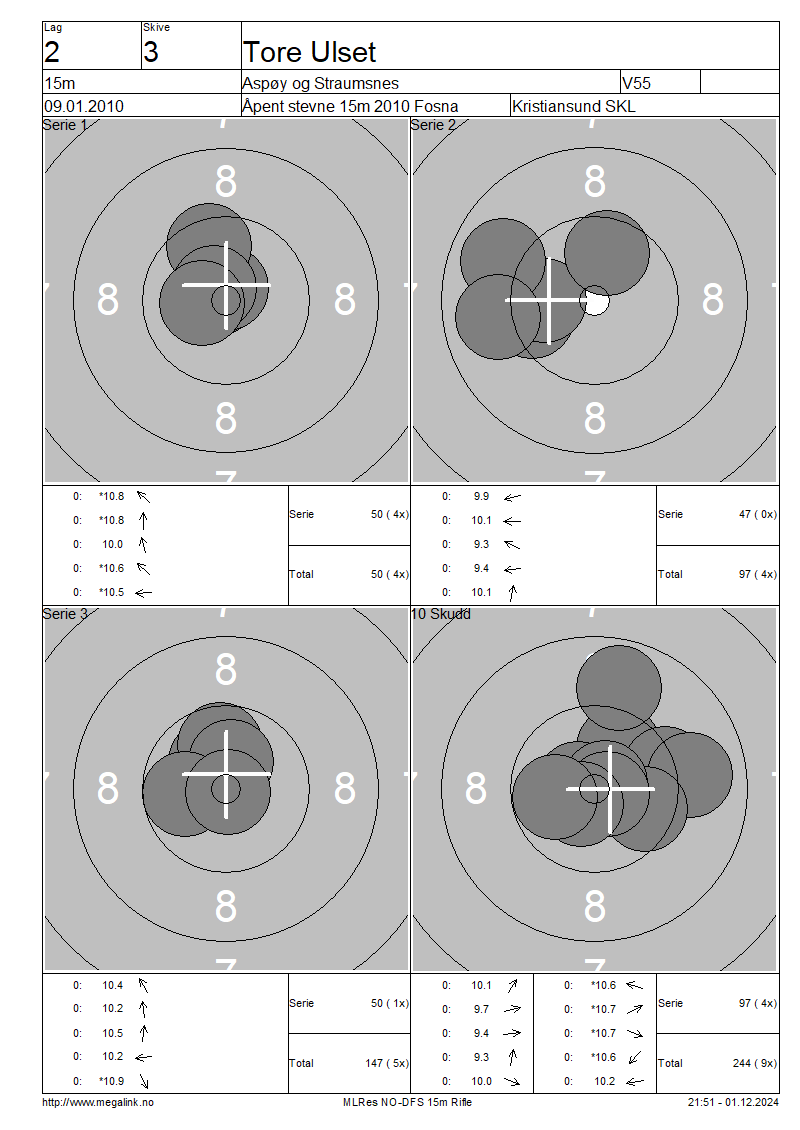 Lag Skive
2 3 Tore Ulset
15m Aspøy og Straumsnes V55
09.01.2010 Åpent stevne 15m 2010 Fosna Kristiansund SKL
Serie 1
7
8
7 8 8
8
7
0: *10.8
0: *10.8
0: 10.0
0: *10.6
0: *10.5
Serie 50 ( 4x)
Total 50 ( 4x)
Serie 2
7
8
8
8
7
0: 9.9
0: 10.1
0: 9.3
0: 9.4
0: 10.1
Serie 47 ( 0x)
Total 97 ( 4x)
Serie 3
7
8
7 8 8
8
7
0: 10.4
0: 10.2
0: 10.5
0: 10.2
0: *10.9
Serie 50 ( 1x)
Total 147 ( 5x)
10 Skudd
7
8
8
7
0: 10.1 0: *10.6
0: 9.7 0: *10.7
0: 9.4 0: *10.7
0: 9.3 0: *10.6
0: 10.0 0: 10.2
Serie 97 ( 4x)
Total 244 ( 9x)
http://www.megalink.no MLRes NO-DFS 15m Rifle 21:51 - 01.12.2024